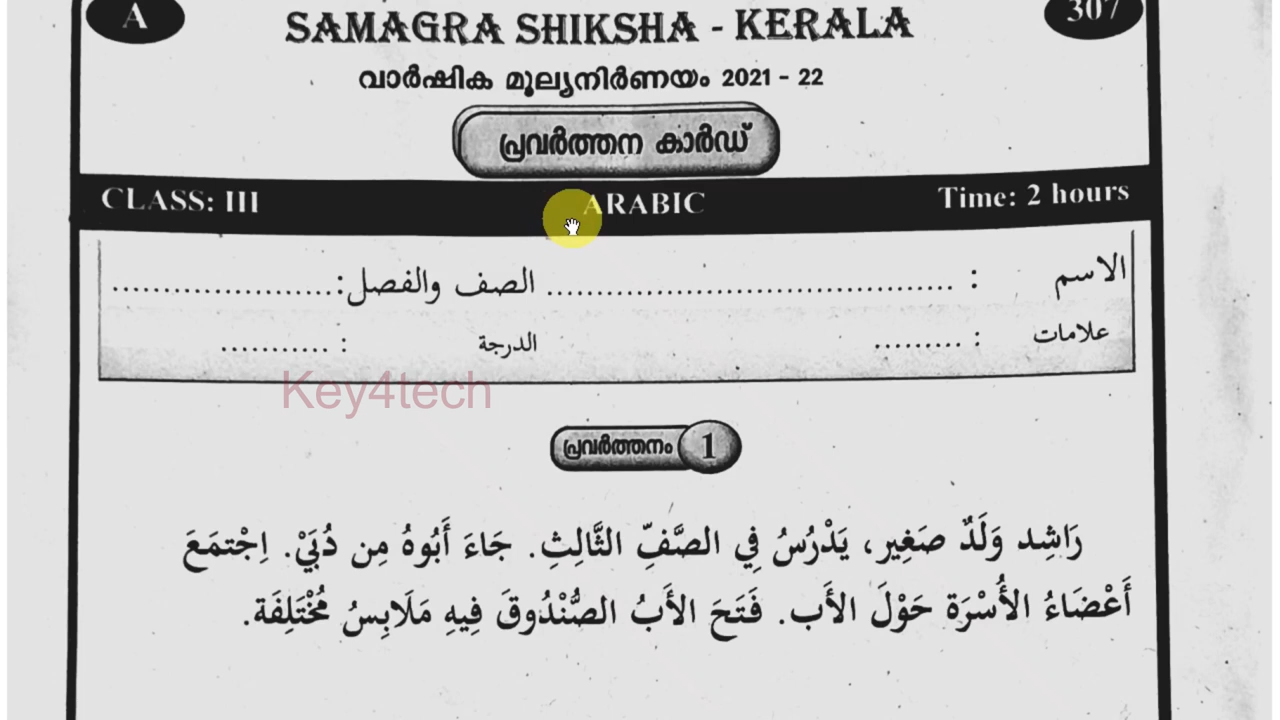 A
307
SAMAGRA SHIKSHA - KERALA
വാർഷിക മൂല്യനിർണയം 2021 - 22
പ്രവർത്തന കാർഡ്
CLASS: III ARABIC Time: 2 hours
الاسم : ...................................... الصف والفصل: .....................
علامات : ......... الدرجة : ...........
Key4tech
പ്രവർത്തനം 1
رَاشِد وَلَدٌ صَغِير، يَدْرُسُ فِي الصَّفِّ الثَّالِثِ. جَاءَ أَبُوهُ مِن دُبَيْ. اِجْتمَعَ
أَعْضَاءُ الأُسْرَة حَوْلَ الأَب. فَتَحَ الأَبُ الصُّنْدُوقَ فِيهِ مَلَابِسُ مُخْتَلِفَة.